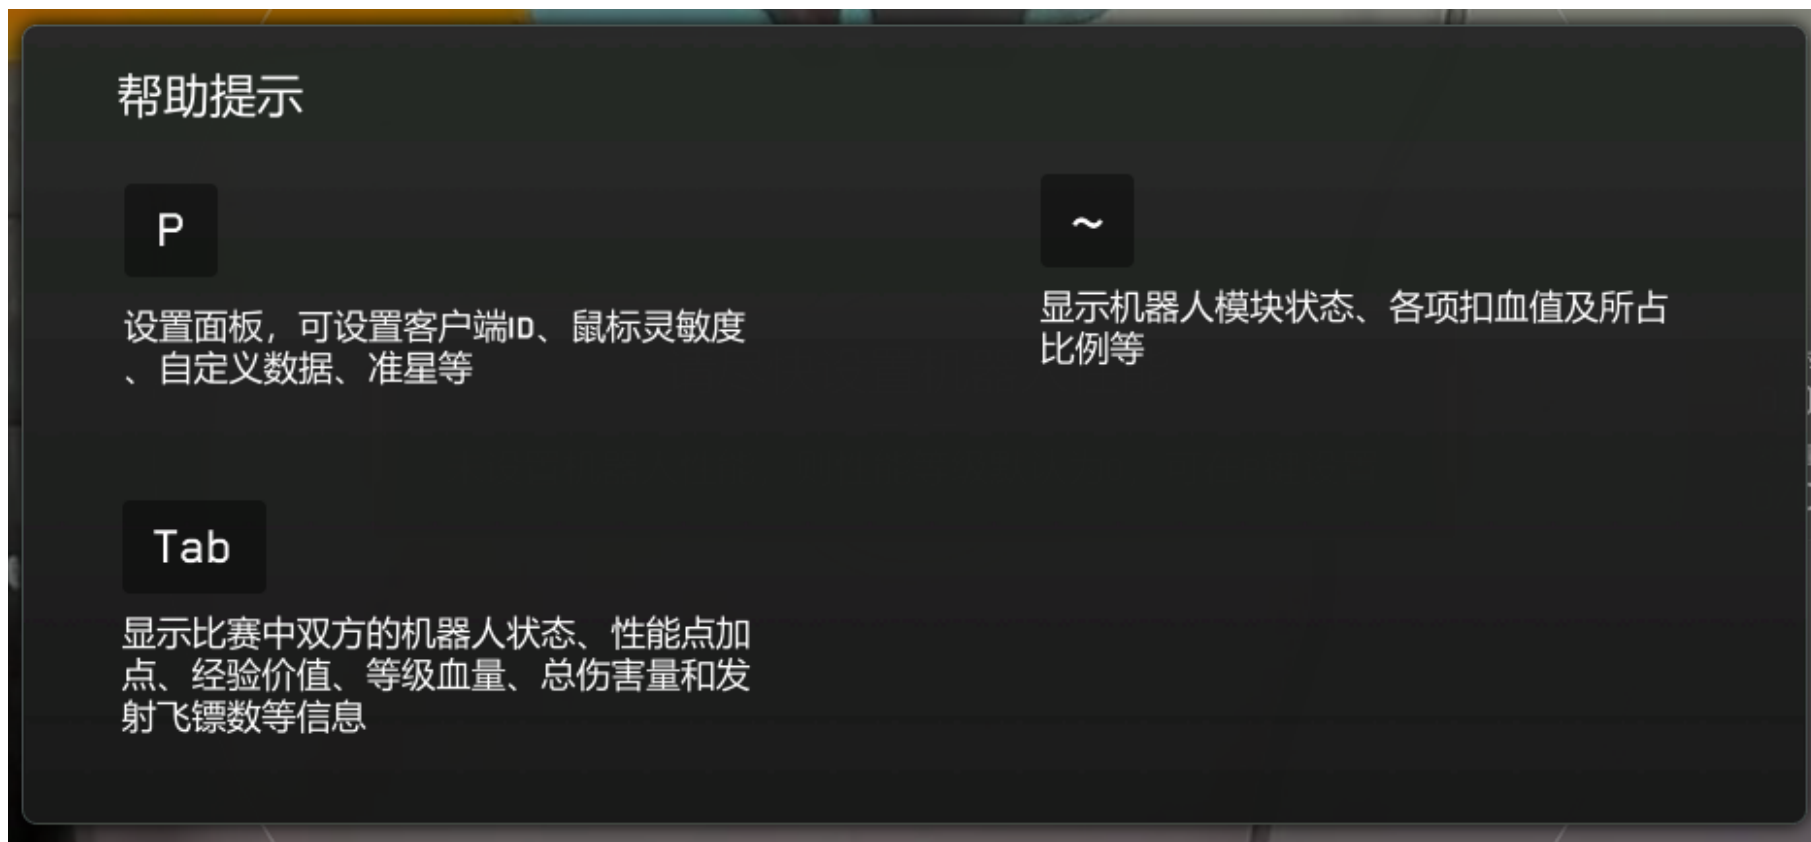 帮助提示
P
设置面板，可设置客户端ID、鼠标灵敏度
、自定义数据、准星等
~
显示机器人模块状态、各项扣血值及所占
比例等
Tab
显示比赛中双方的机器人状态、性能点加
点、经验价值、等级血量、总伤害量和发
射飞镖数等信息